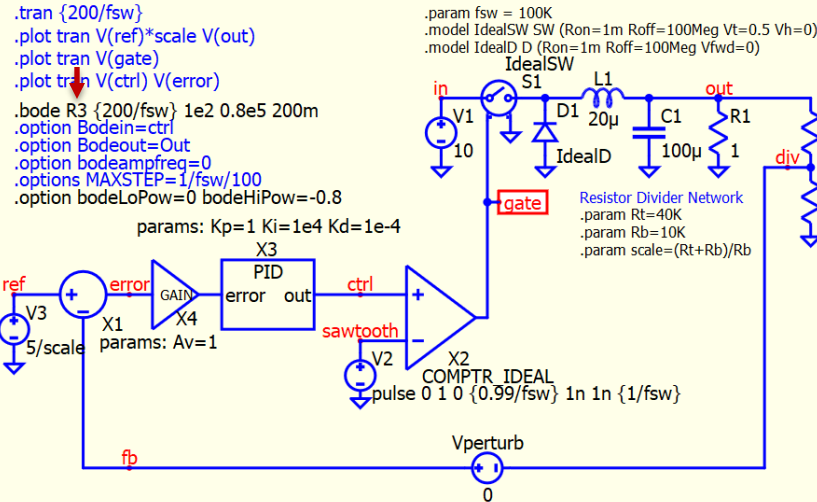 .tran {200/fsw}
.plot tran V(ref)*scale V(out)
.plot tran V(gate)
.plot tran V(ctrl) V(error)
.bode R3 {200/fsw} 1e2 0.8e5 200m
.option Bodein=ctrl
.option Bodeout=Out
.option bodeampfreq=0
.options MAXSTEP=1/fsw/100
.option bodeLoPow=0 bodeHiPow=-0.8
.param fsw = 100K
.model IdealSW SW (Ron=1m Roff=100Meg Vt=0.5 Vh=0)
.model IdealD D (Ron=1m Roff=100Meg Vfwd=0)
IdealSW
in
S1
L1
out
V1
10
D1
20µ
IdealD
C1
100µ
R1
1
div
gate
Resistor Divider Network
.param Rt=40K
.param Rb=10K
.param scale=(Rt+Rb)/Rb
params: Kp=1 Ki=1e4 Kd=1e-4
X3
PID
error out
ref
error
GAIN
X4
ctrl
V3
5/scale
X1
params: Av=1
sawtooth
V2
X2
COMPTR_IDEAL
pulse 0 1 0 {0.99/fsw} 1n 1n {1/fsw}
fb
Vperturb
0